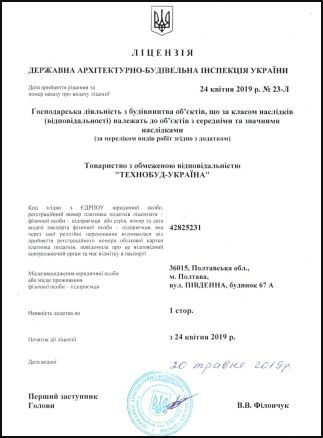 ЛІЦЕНЗІЯ
ДЕРЖАВНА АРХІТЕКТУРНО-БУДІВЕЛЬНА ІНСПЕКЦІЯ УКРАЇНИ
Дата прийняття рішення та
номер наказу про видачу ліцензії
24 квітня 2019 р. № 23-Л
Господарська діяльність з будівництва об'єктів, що за класом наслідків
(відповідальності) належать до об'єктів з середніми та значними
наслідками
(за переліком видів робіт згідно з додатком)
Товариство з обмеженою відповідальністю
"ТЕХНОБУД-УКРАЇНА"
Код згідно з ЄДРПОУ юридичної особи,
реєстраційний номер платника податків ліцензіата -
фізичної особи - підприємця або серія, номер та дата
видачі паспорта фізичної особи - підприємця, яка
через свої релігійні переконання відмовилася від
прийняття реєстраційного номера облікової картки
платника податків, повідомила про це відповідний
контролюючий орган та має відмітку в паспорті
42825231
Місцезнаходження юридичної особи
або місце проживання
фізичної особи - підприємця
36015, Полтавська обл.,
м. Полтава,
вул. ПІВДЕННА, будинок 67 А
Наявність додатка на
1 стор.
Початок дії ліцензії
з 24 квітня 2019 р.
Дата видачі
20 травня 2019р.
Перший заступник
Голови
В.В. Філончук